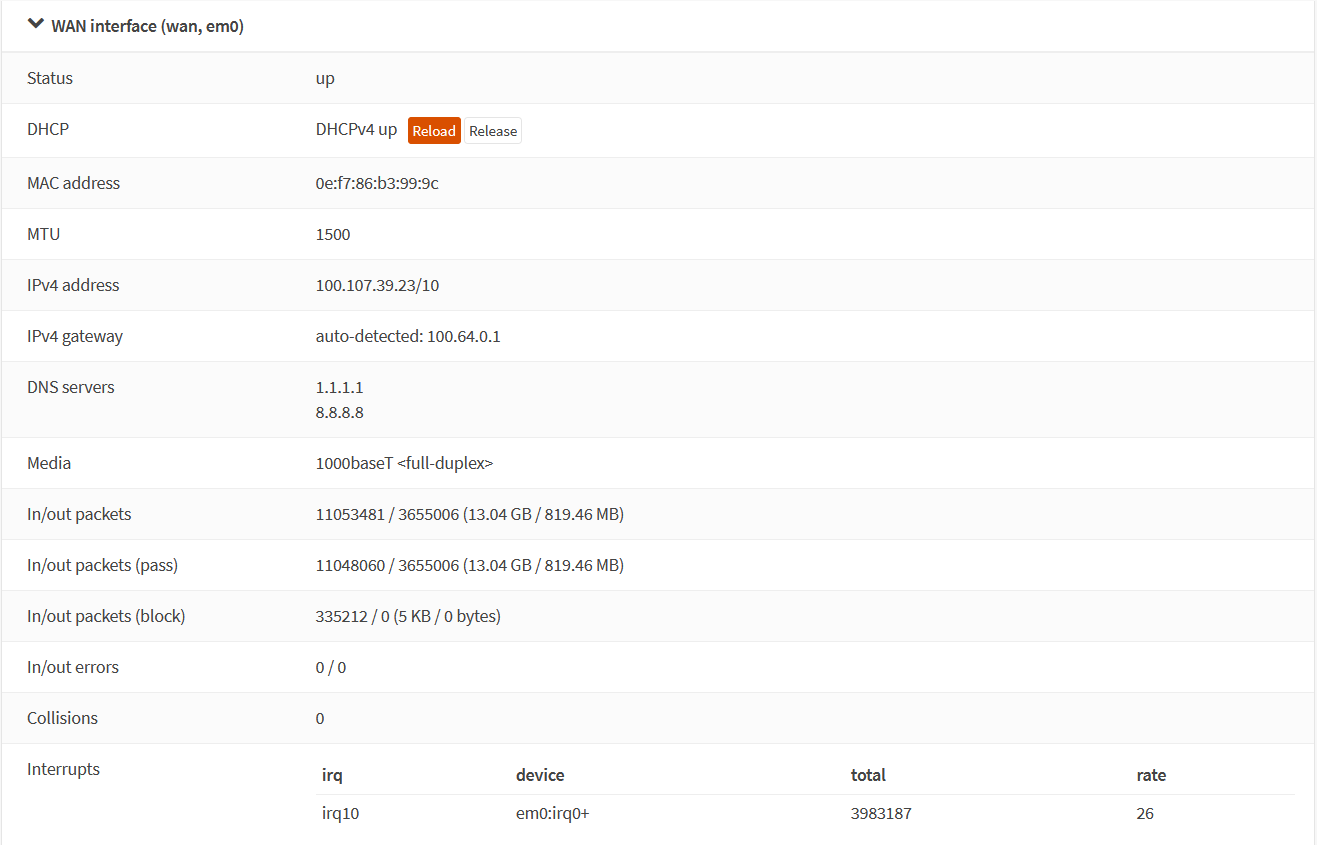 WAN interface (wan, em0)
Status up
DHCP DHCPv4 up Reload Release
MAC address 0e:f7:86:b3:99:9c
MTU 1500
IPv4 address 100.107.39.23/10
IPv4 gateway auto-detected: 100.64.0.1
DNS servers 1.1.1.1
8.8.8.8
Media 1000baseT <full-duplex>
In/out packets 11053481 / 3655006 (13.04 GB / 819.46 MB)
In/out packets (pass) 11048060 / 3655006 (13.04 GB / 819.46 MB)
In/out packets (block) 335212 / 0 (5 KB / 0 bytes)
In/out errors 0 / 0
Collisions 0
Interrupts irq device total rate
irq10 em0:irq0+ 3983187 26